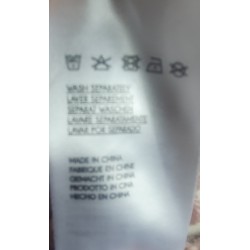 WASH SEPARATELY
LAVER SEPAREMENT
SEPARAT WASCHEN
LAVARE SEPARATAMENTE
LAVAR POR SEPARADO
MADE IN CHINA
FABRIQUE EN CHINE
GEMACHT IN CHINA
PRODOTTO IN CINA
HECHO EN CHINA